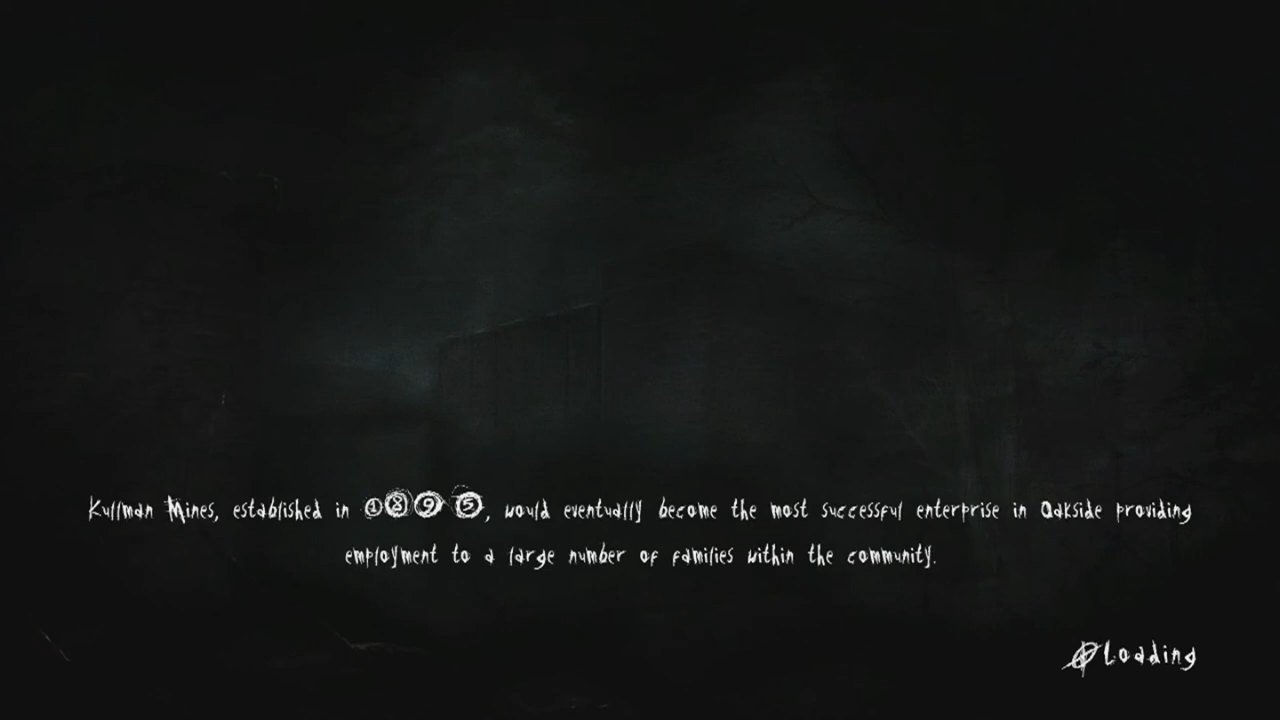 Kullman Mines, established in 1895, would eventually become the most successful enterprise in Oakside providing
employment to a large number of families within the community.
Loading